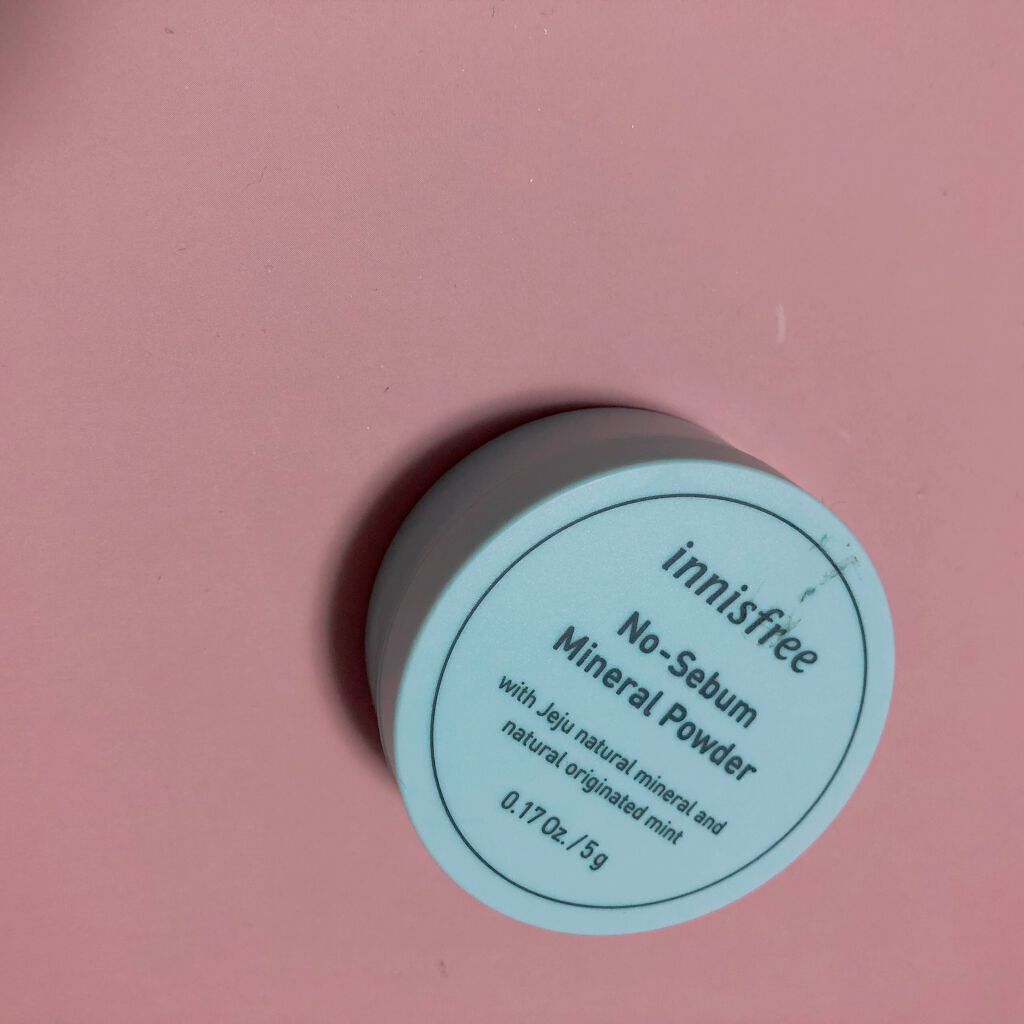 innisfree
No-Sebum
Mineral Powder
with Jeju natural mineral and
natural originated mint
0.17 Oz. / 5g